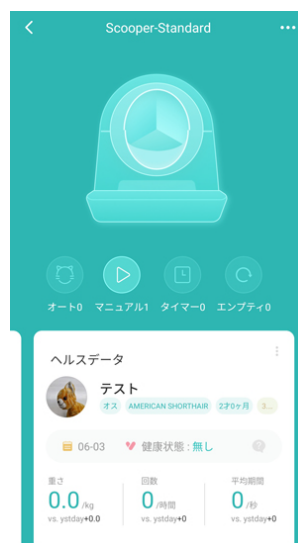 Scooper-Standard
オート0 マニュアル1 タイマー0 エンプティ0
ヘルスデータ
テスト
オス AMERICAN SHORTHAIR 2才0ヶ月 3...
06-03 健康状態 : 無し
重さ 回数 平均期間
0.0 /kg 0 /時間 0 /秒
vs. ystday+0.0 vs. ystday+0 vs. ystday+0